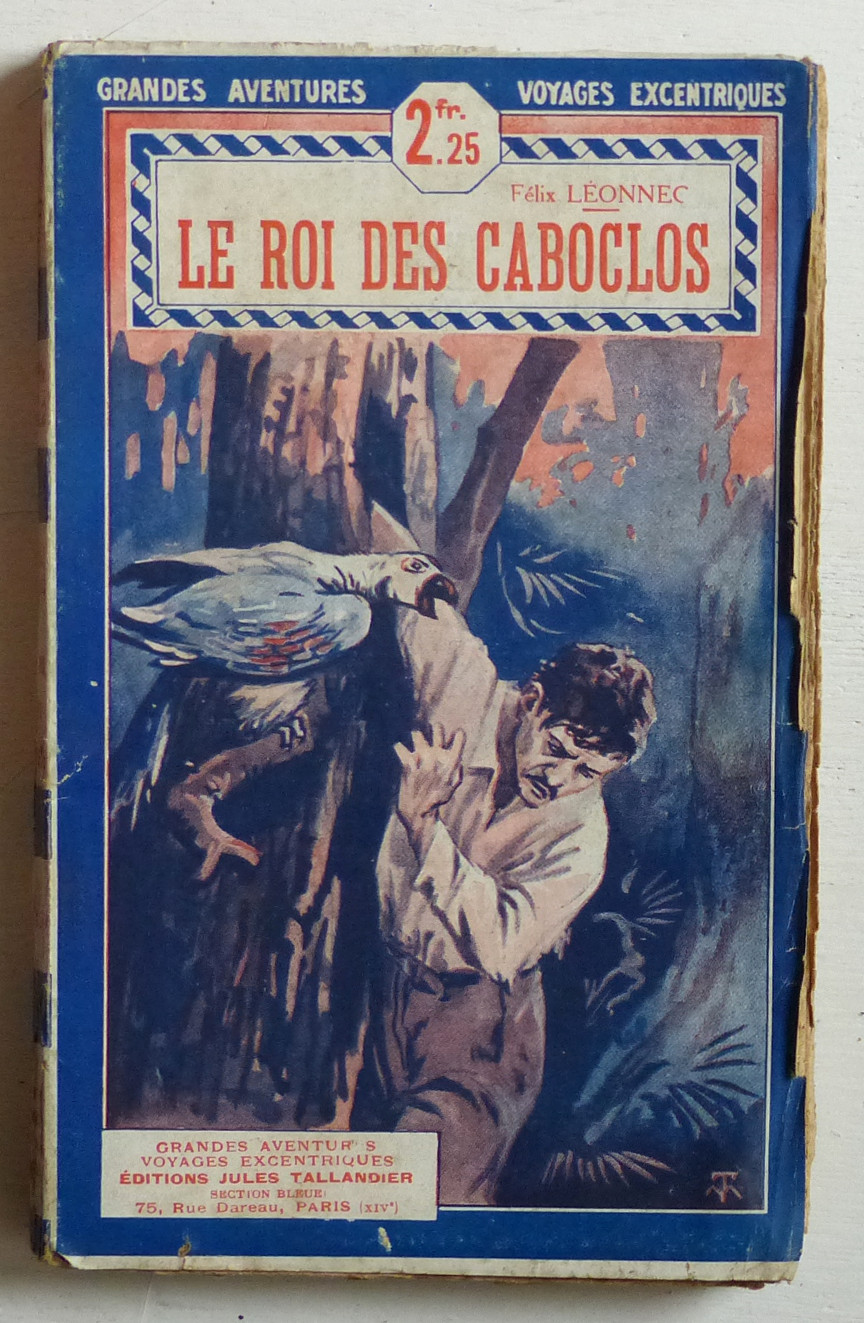 GRANDES AVENTURES
VOYAGES EXCENTRIQUES
2fr.25
Félix LÉONNEC
LE ROI DES CABOCLOS
GRANDES AVENTUR S
VOYAGES EXCENTRIQUES
ÉDITIONS JULES TALLANDIER
(SECTION BLEUE)
75, Rue Dareau, PARIS (XIVe)